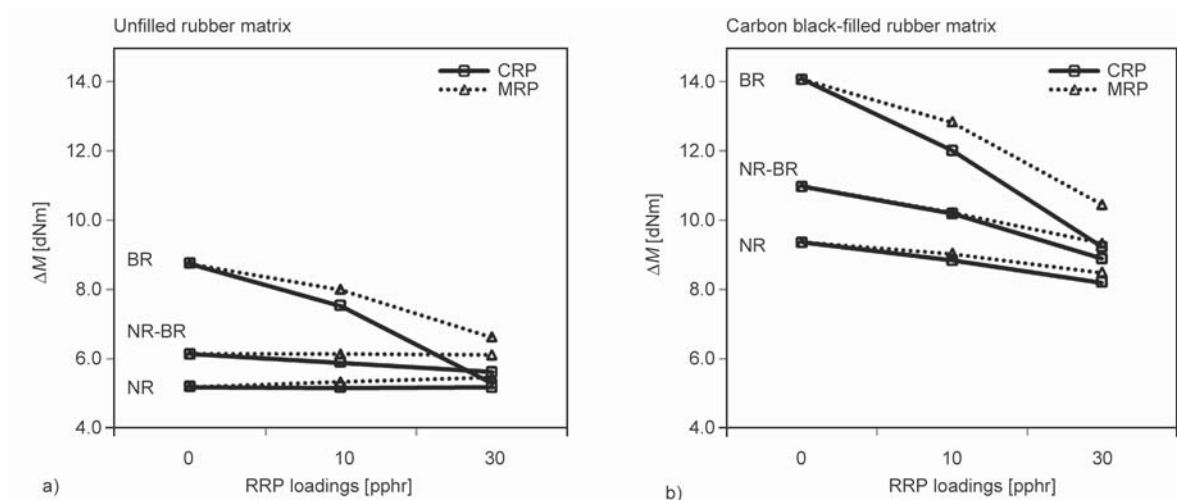 Unfilled rubber matrix
CRP
MRP
14.0
12.0
10.0
8.0
6.0
4.0
ΔM [dNm]
BR
NR-BR
NR
0
10
30
a)
RRP loadings [pphr]
Carbon black-filled rubber matrix
CRP
MRP
14.0
12.0
10.0
8.0
6.0
4.0
ΔM [dNm]
BR
NR-BR
NR
0
10
30
b)
RRP loadings [pphr]